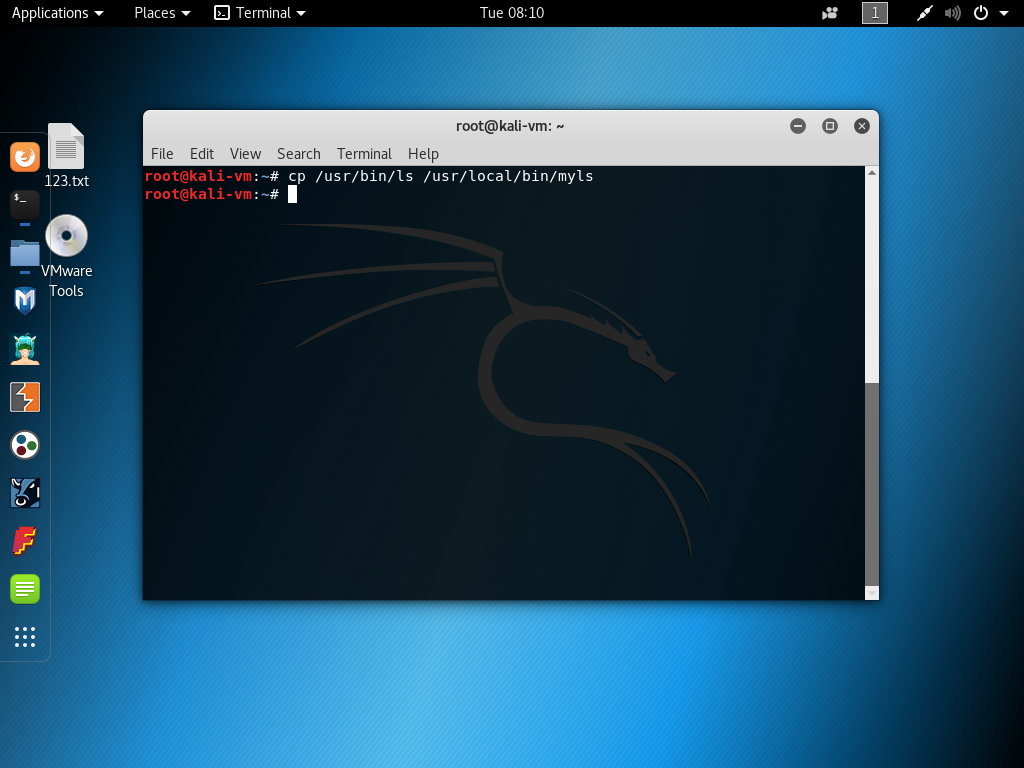 Applications Places Terminal Tue 08:10 1
123.txt
VMware
Tools
root@kali-vm: ~
File Edit View Search Terminal Help
root@kali-vm:~# cp /usr/bin/ls /usr/local/bin/myls
root@kali-vm:~#